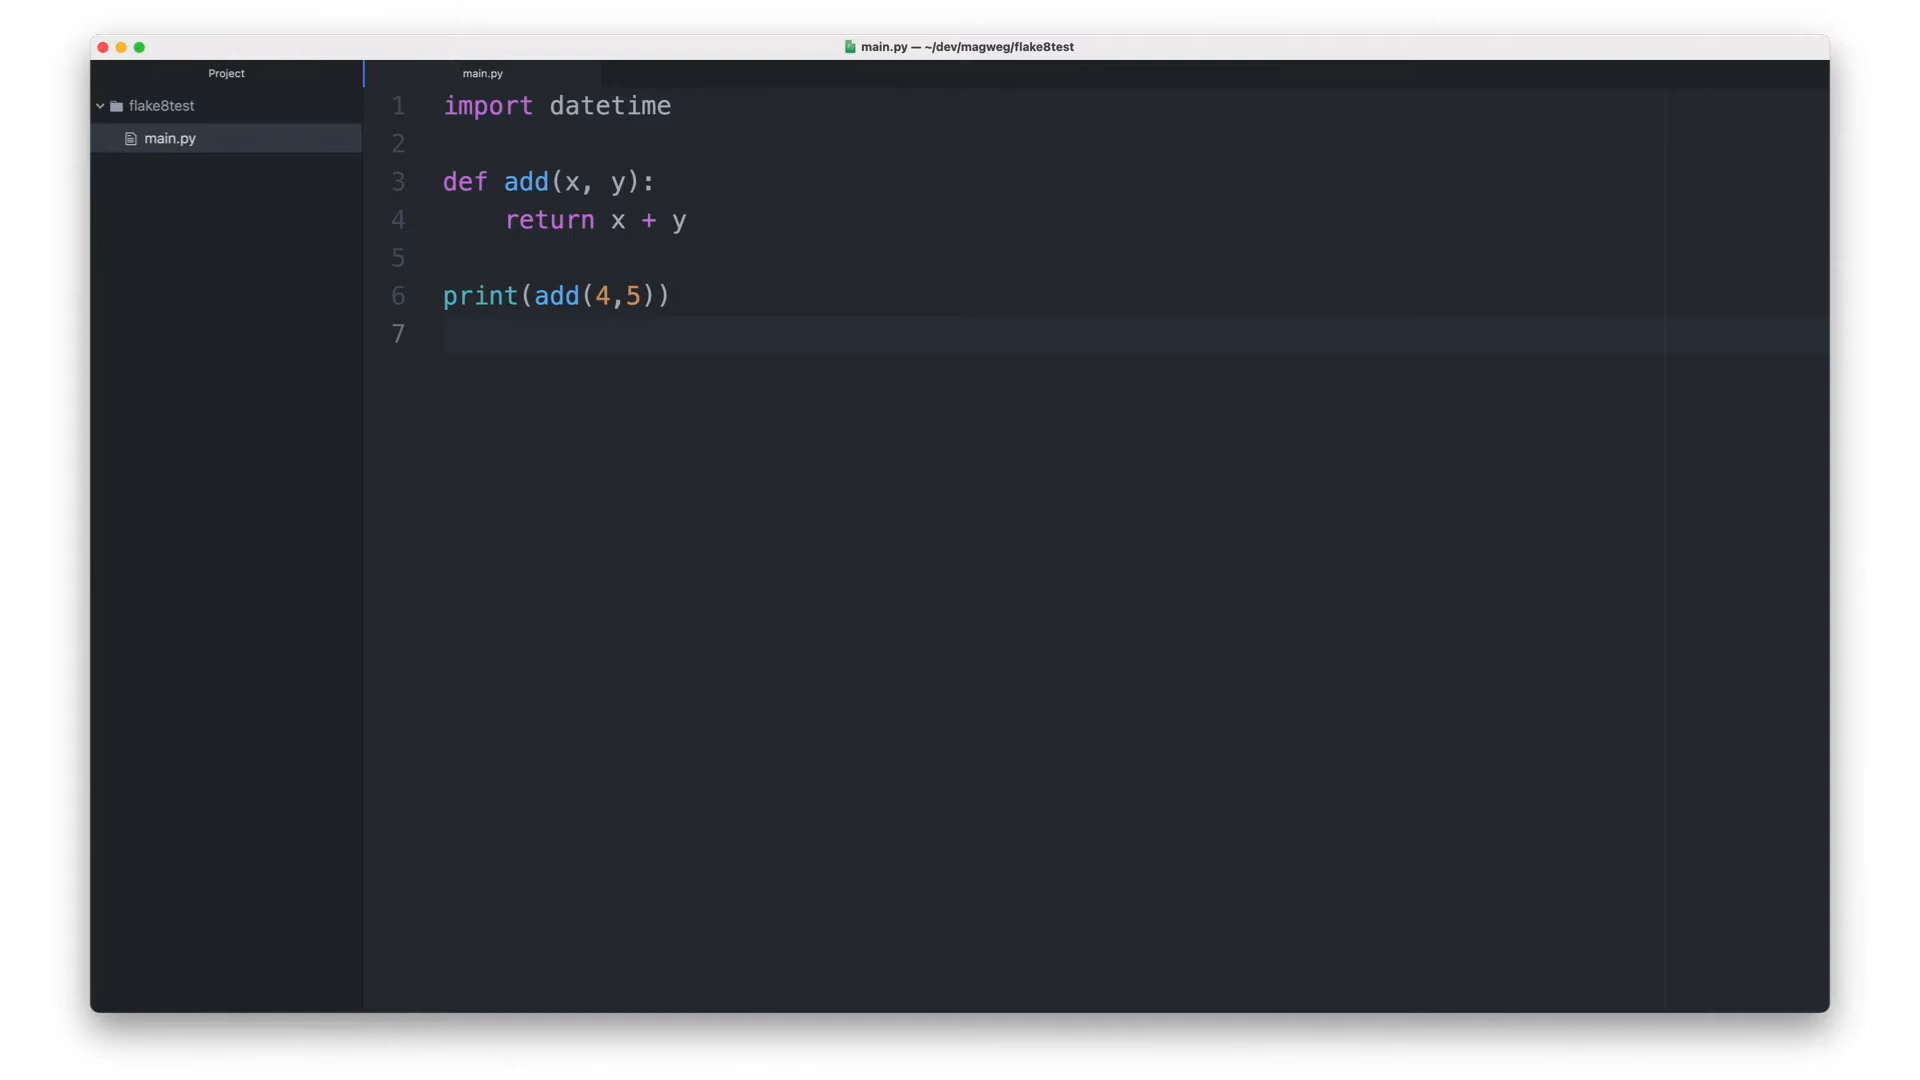 main.py — ~/dev/magweg/flake8test
Project
main.py
flake8test
main.py
1 import datetime
2
3 def add(x, y):
4     return x + y
5
6 print(add(4,5))
7